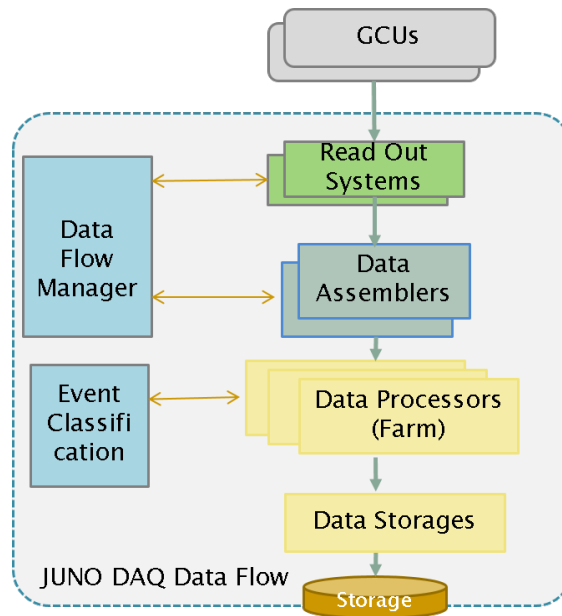 GCUs
Read Out
Systems
Data
Flow
Manager
Data
Assemblers
Event
Classifi
cation
Data Processors
(Farm)
Data Storages
JUNO DAQ Data Flow
Storage